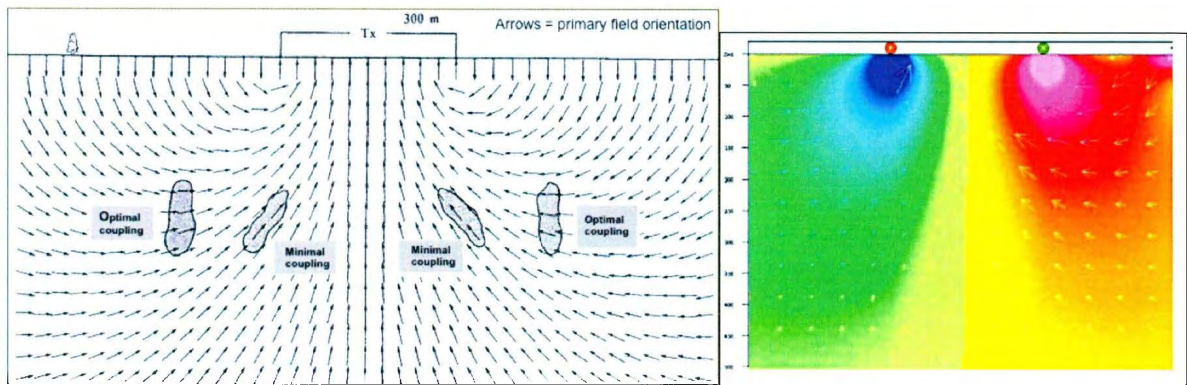 300 m
Arrows = primary field orientation
Tx
Optimal
coupling
Minimal
coupling
Minimal
coupling
Optimal
coupling